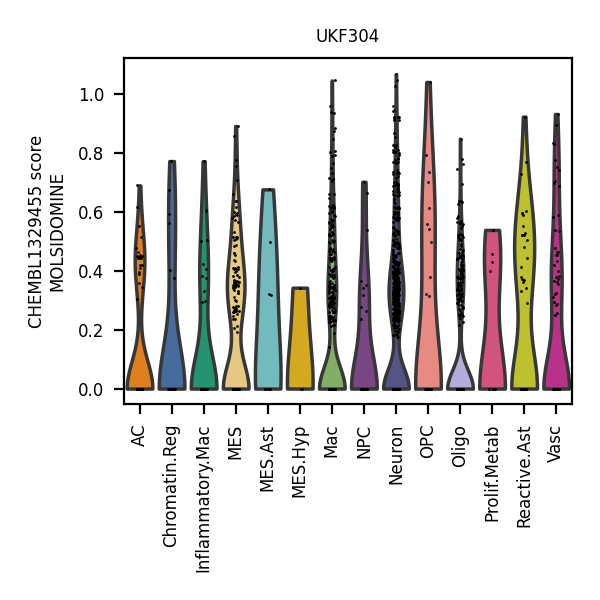 UKF304
CHEMBL1329455 score
MOLSIDOMINE
1.0
0.8
0.6
0.4
0.2
0.0
AC
Chromatin.Reg
Inflammatory.Mac
MES
MES.Ast
MES.Hyp
Mac
NPC
Neuron
OPC
Oligo
Prolif.Metab
Reactive.Ast
Vasc